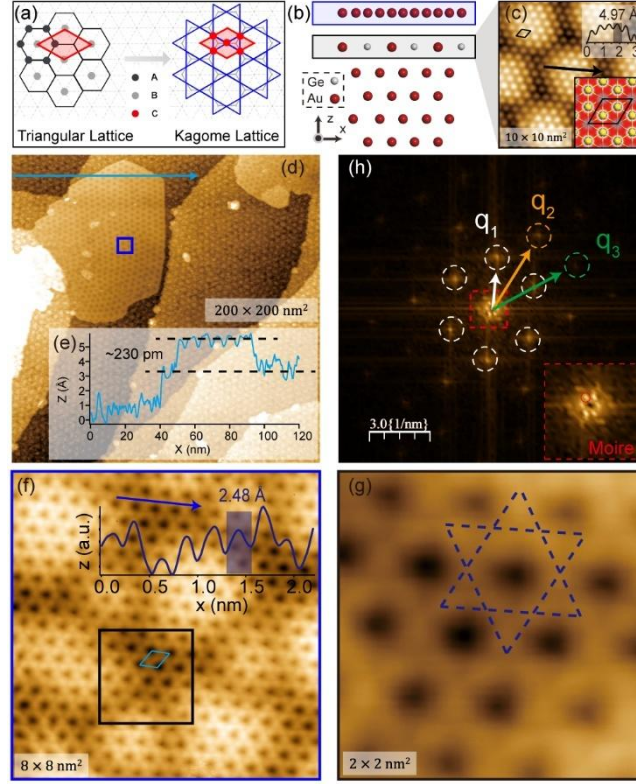 (a)
A
B
C
Triangular Lattice
Kagome Lattice
(b)
Ge
Au
z
x
(c)
4.97 Å
0 1 2 3
10 × 10 nm²
(d)
200 × 200 nm²
(e)
~230 pm
Z (Å)
5
4
3
2
1
0
0 20 40 60 80 100 120
X (nm)
(h)
q₁
q₂
q₃
3.0{1/nm}
Moire
(f)
2.48 Å
z (a.u.)
0.0 0.5 1.0 1.5 2.0
x (nm)
8 × 8 nm²
(g)
2 × 2 nm²